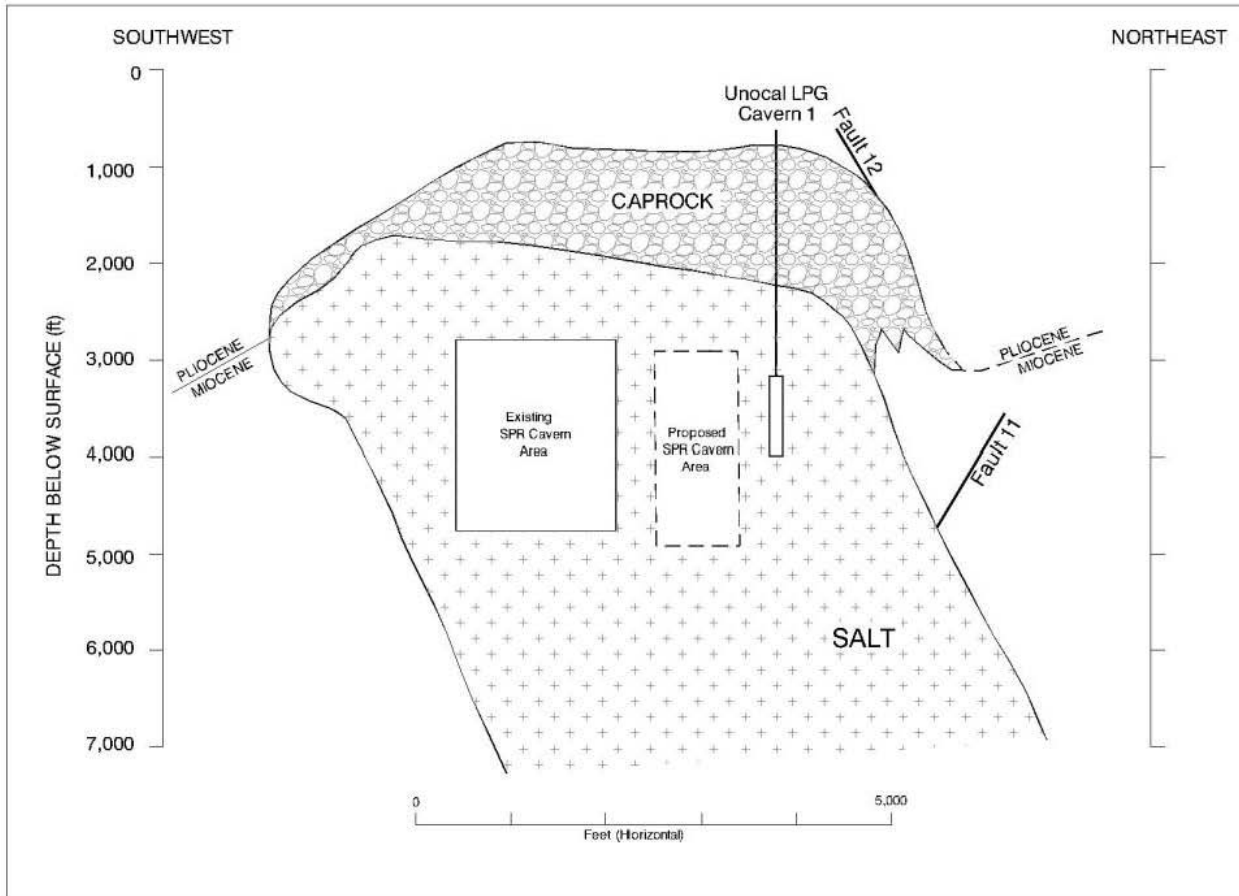 SOUTHWEST
NORTHEAST
0
1,000
2,000
3,000
4,000
5,000
6,000
7,000
DEPTH BELOW SURFACE (ft)
Unocal LPG
Cavern 1
Fault 12
CAPROCK
PLIOCENE
MIOCENE
PLIOCENE
MIOCENE
Existing
SPR Cavern
Area
Proposed
SPR Cavern
Area
Fault 11
SALT
0
5,000
Feet (Horizontal)